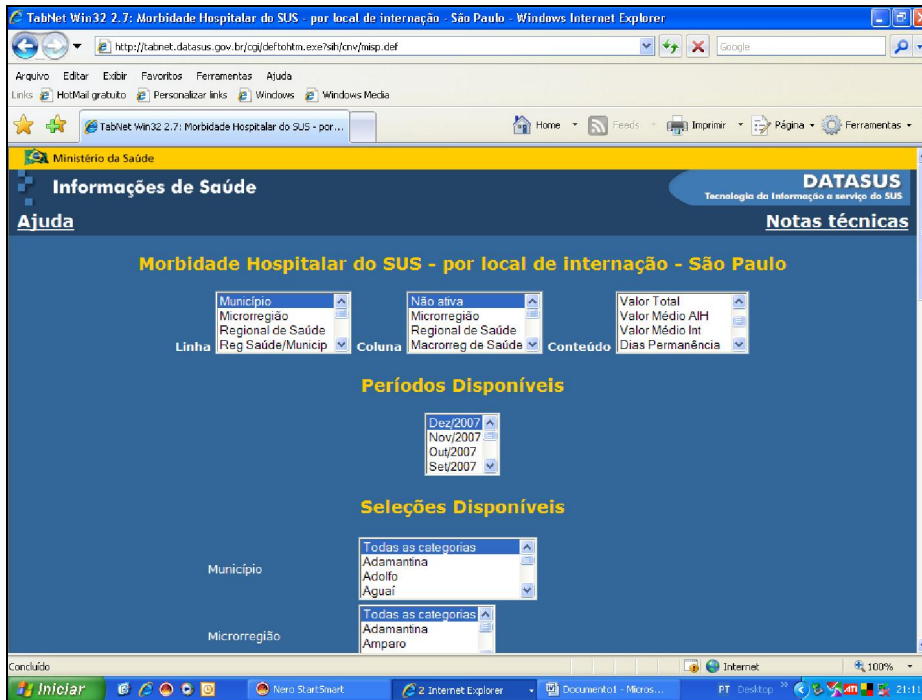 TabNet Win32 2.7: Morbidade Hospitalar do SUS - por local de internação - São Paulo - Windows Internet Explorer
http://tabnet.datasus.gov.br/cgi/deftohtm.exe?sih/cnv/misp.def
Google
Arquivo Editar Exibir Favoritos Ferramentas Ajuda
Links HotMail gratuito Personalizar links Windows Windows Media
TabNet Win32 2.7: Morbidade Hospitalar do SUS - por...
Home Feeds Imprimir Página Ferramentas
Ministério da Saúde
Informações de Saúde
DATASUS
Tecnologia da Informação a serviço do SUS
Ajuda
Notas técnicas
Morbidade Hospitalar do SUS - por local de internação - São Paulo
Linha
Município
Microrregião
Regional de Saúde
Reg Saúde/Municip
Coluna
Não ativa
Microrregião
Regional de Saúde
Macrorreg de Saúde
Conteúdo
Valor Total
Valor Médio AIH
Valor Médio Int
Dias Permanência
Períodos Disponíveis
Dez/2007
Nov/2007
Out/2007
Set/2007
Seleções Disponíveis
Município
Todas as categorias
Adamantina
Adolfo
Aguaí
Microrregião
Todas as categorias
Adamantina
Amparo
Concluído
Internet
100%
Iniciar
Nero StartSmart
2 Internet Explorer
Documento1 - Micros...
PT
Desktop